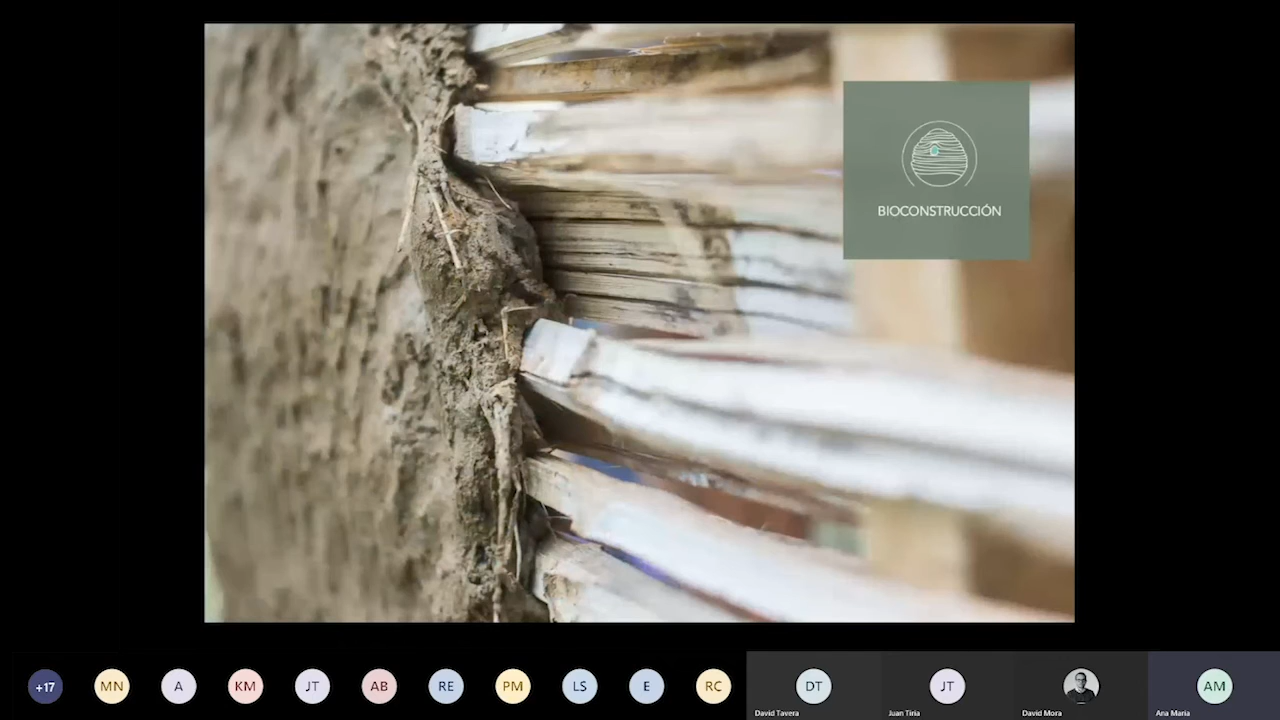 BIOCONSTRUCCIÓN
+17
MN
A
KM
JT
AB
RE
PM
LS
E
RC
DT
JT
AM
David Tavera
Juan Tiria
David Mora
Ana Maria